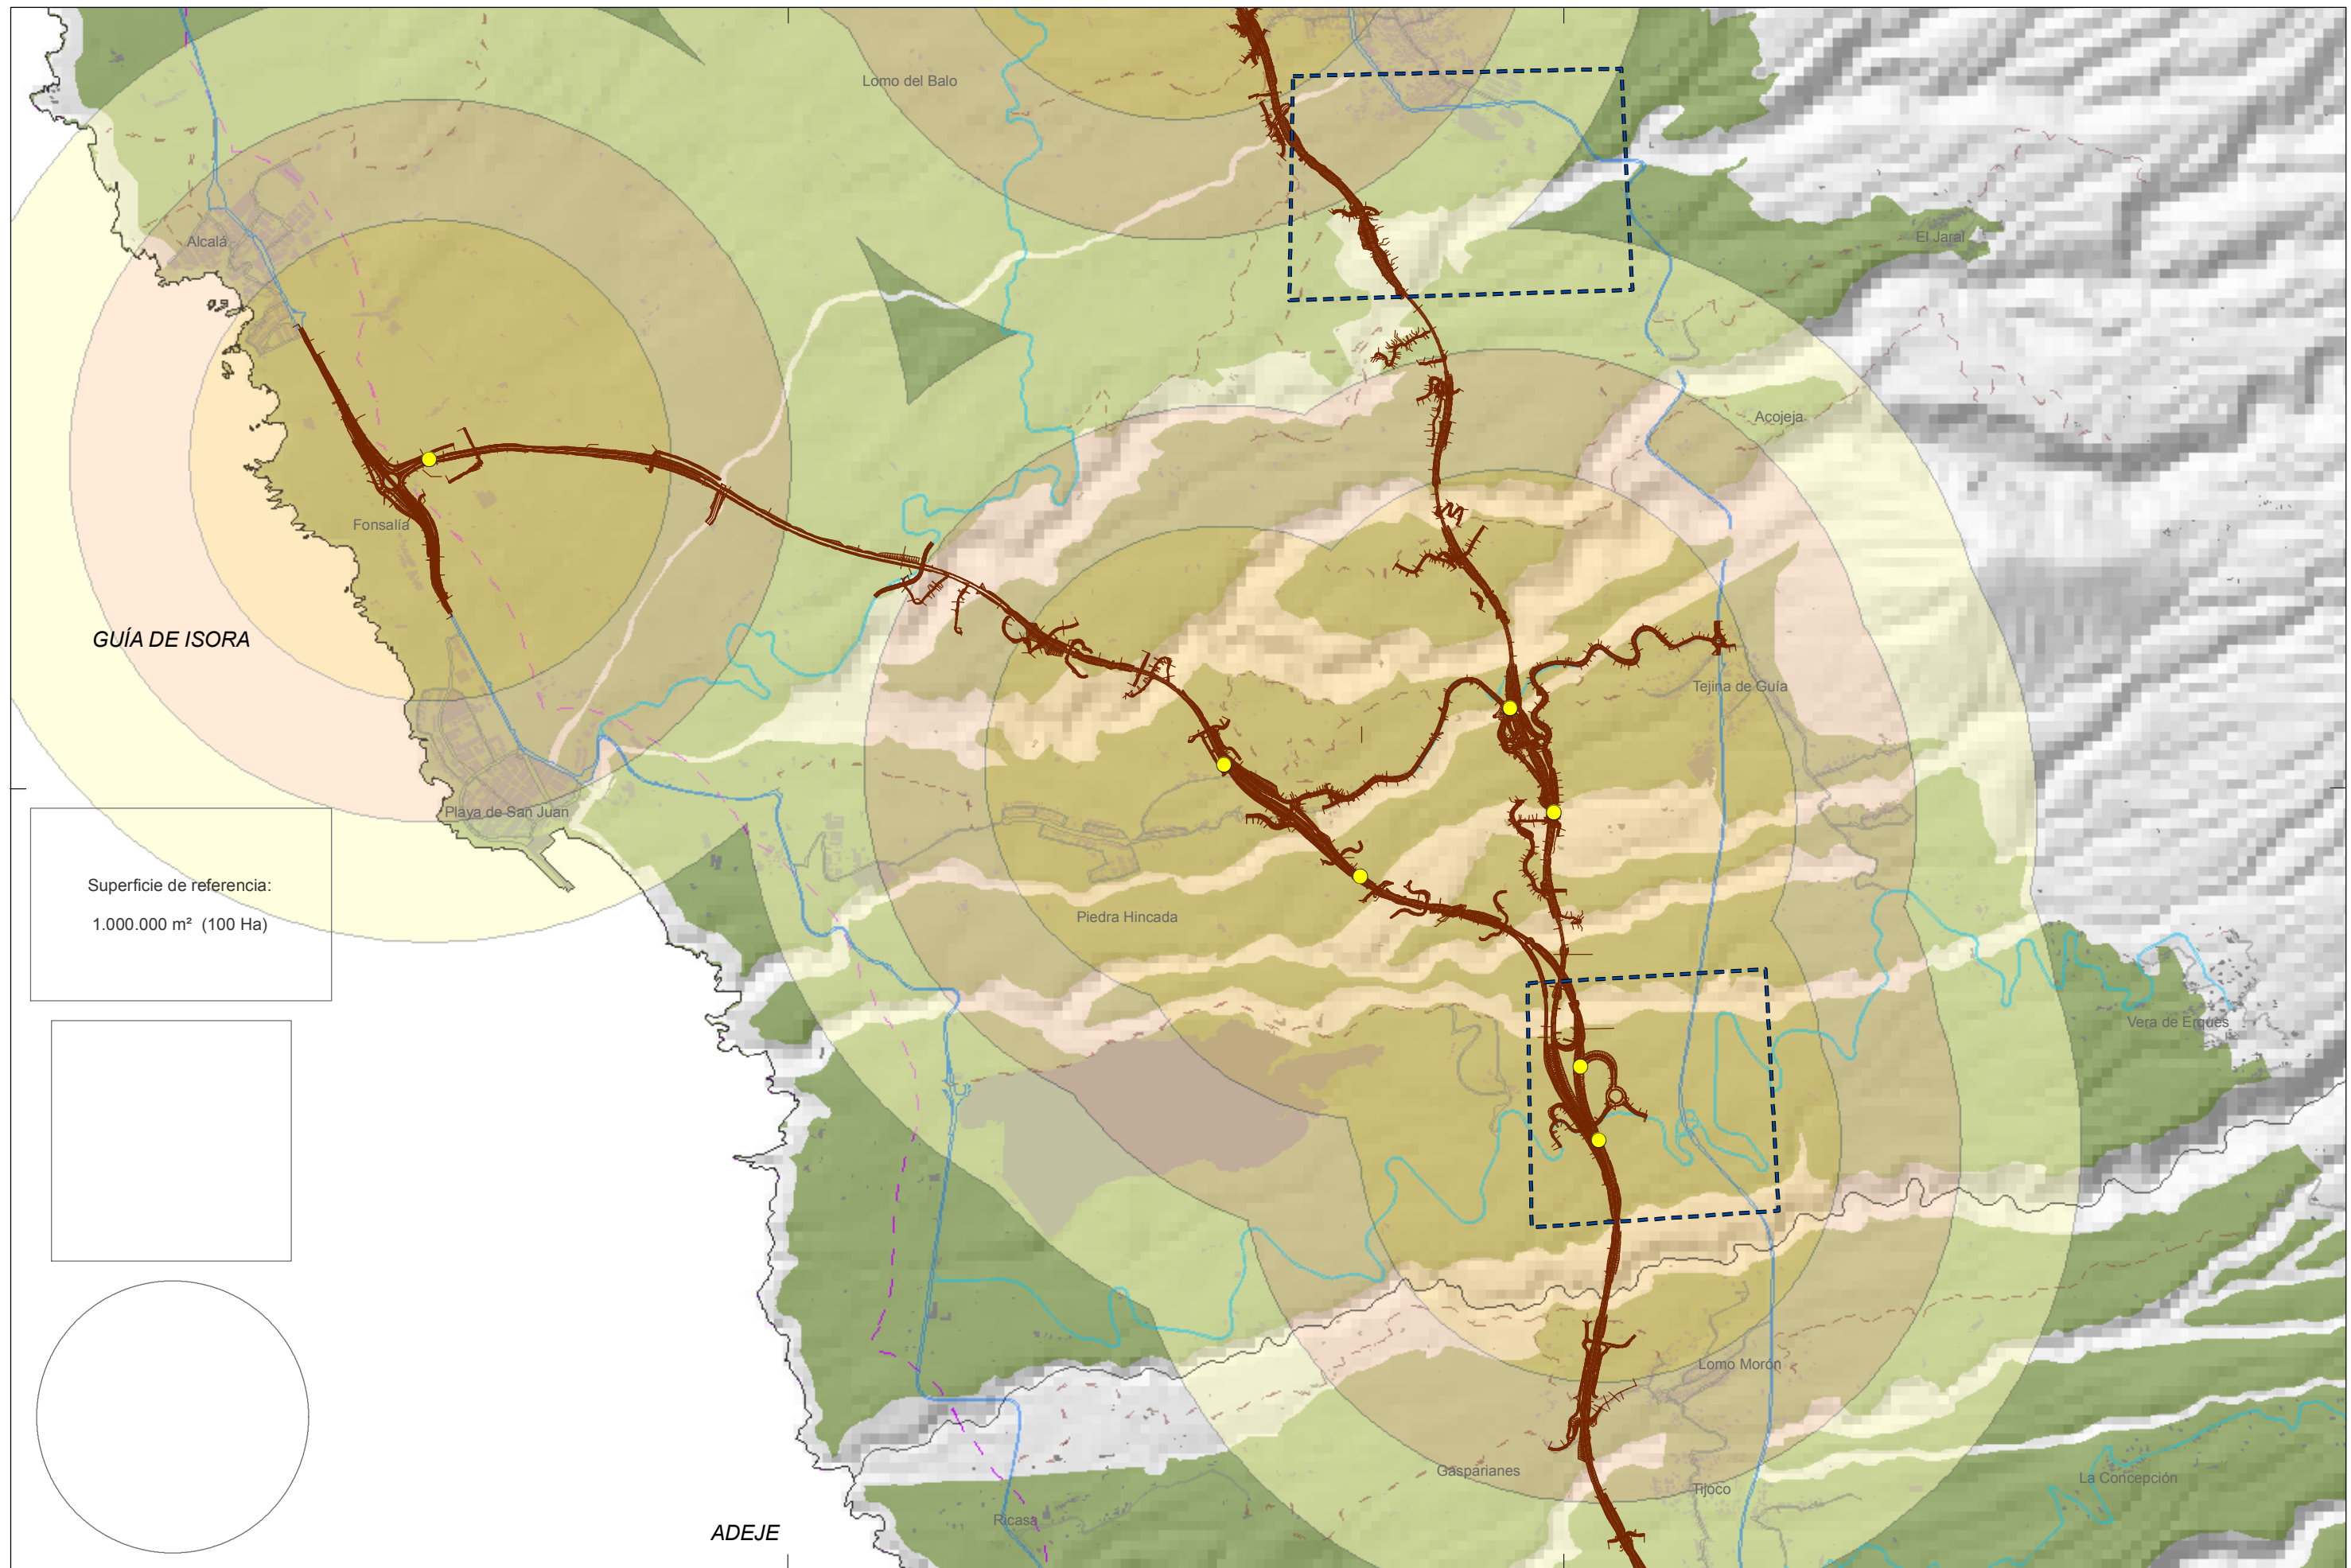 Lomo del Balo
Alcalá
El Jaral
Acojeja
Fonsalía
GUÍA DE ISORA
Tejina de Guía
Playa de San Juan
Superficie de referencia:
1.000.000 m² (100 Ha)
Piedra Hincada
Vera de Erques
Lomo Morón
Gasparianes
La Concepción
Tijoco
Ricasa
ADEJE